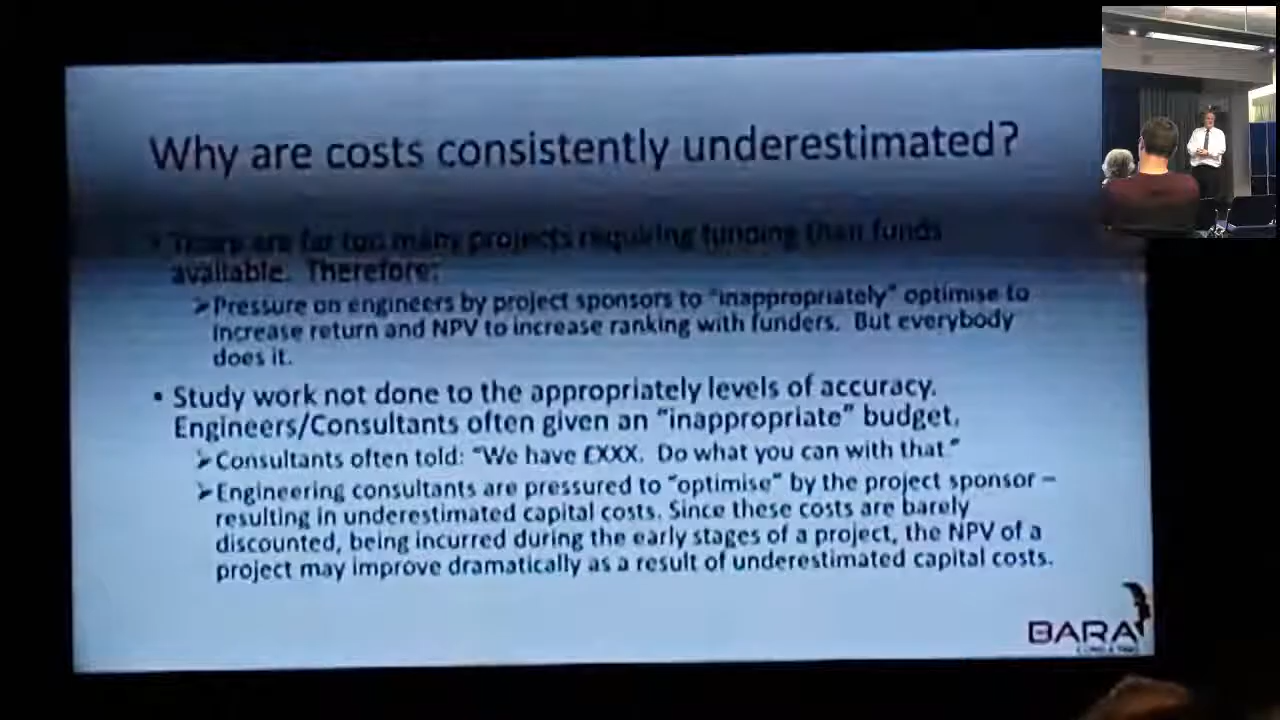 Why are costs consistently underestimated?
• There are far too many projects requiring funding than funds
available. Therefore:
➢Pressure on engineers by project sponsors to "inappropriately" optimise to
increase return and NPV to increase ranking with funders. But everybody
does it.
• Study work not done to the appropriately levels of accuracy.
Engineers/Consultants often given an "inappropriate" budget.
➢Consultants often told: "We have £XXX. Do what you can with that."
➢Engineering consultants are pressured to "optimise" by the project sponsor –
resulting in underestimated capital costs. Since these costs are barely
discounted, being incurred during the early stages of a project, the NPV of a
project may improve dramatically as a result of underestimated capital costs.
BARA